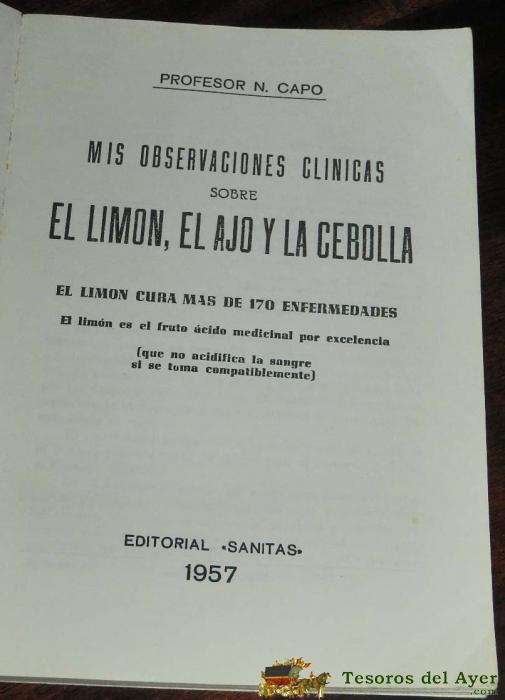 PROFESOR N. CAPO
MIS OBSERVACIONES CLINICAS
SOBRE
EL LIMON, EL AJO Y LA CEBOLLA
EL LIMON CURA MAS DE 170 ENFERMEDADES
El limón es el fruto ácido medicinal por excelencia
(que no acidifica la sangre
si se toma compatiblemente)
EDITORIAL «SANITAS»
1957
Tesoros del Ayer
.com